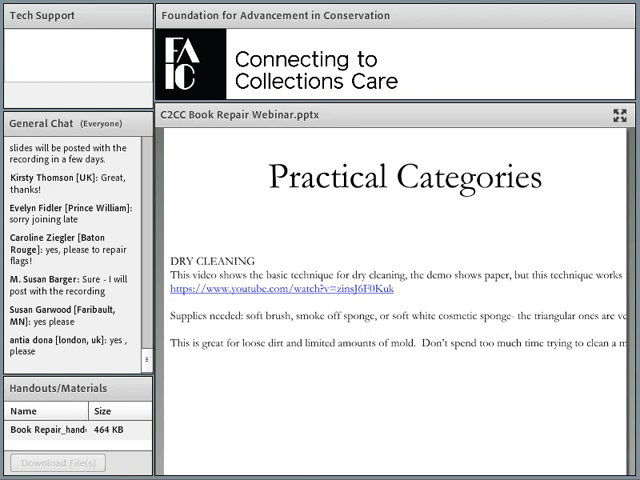 Tech Support
Foundation for Advancement in Conservation
FAIC
Connecting to
Collections Care
General Chat (Everyone)
slides will be posted with the
recording in a few days.
Kirsty Thomson [UK]: Great,
thanks!
Evelyn Fidler [Prince William]:
sorry joining late
Caroline Ziegler [Baton
Rouge]: yes, please to repair
flags!
M. Susan Barger: Sure - I will
post with the recording
Susan Garwood [Faribault,
MN]: yes please
antia dona [london, uk]: yes ,
please
C2CC Book Repair Webinar.pptx
Practical Categories
DRY CLEANING
This video shows the basic technique for dry cleaning, the demo shows paper, but this technique works
https://www.youtube.com/watch?v=zinsJ6F0Kuk
Supplies needed: soft brush, smoke off sponge, or soft white cosmetic sponge- the triangular ones are ve
This is great for loose dirt and limited amounts of mold. Don't spend too much time trying to clean a m
Handouts/Materials
Name Size
Book Repair_hand 464 KB
Download File(s)